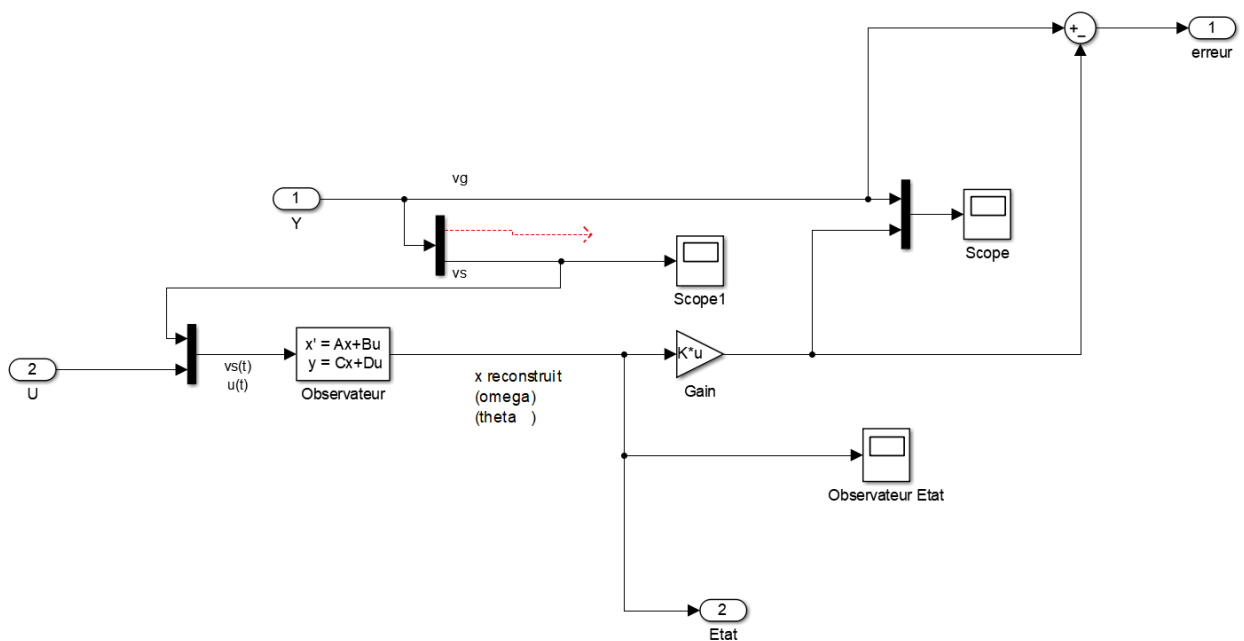 +
-
1
erreur
vg
1
Y
Scope
vs
Scope1
x' = Ax+Bu
y = Cx+Du
Observateur
vs(t)
u(t)
2
U
K*u
Gain
x reconstruit
(omega)
(theta )
Observateur Etat
2
Etat